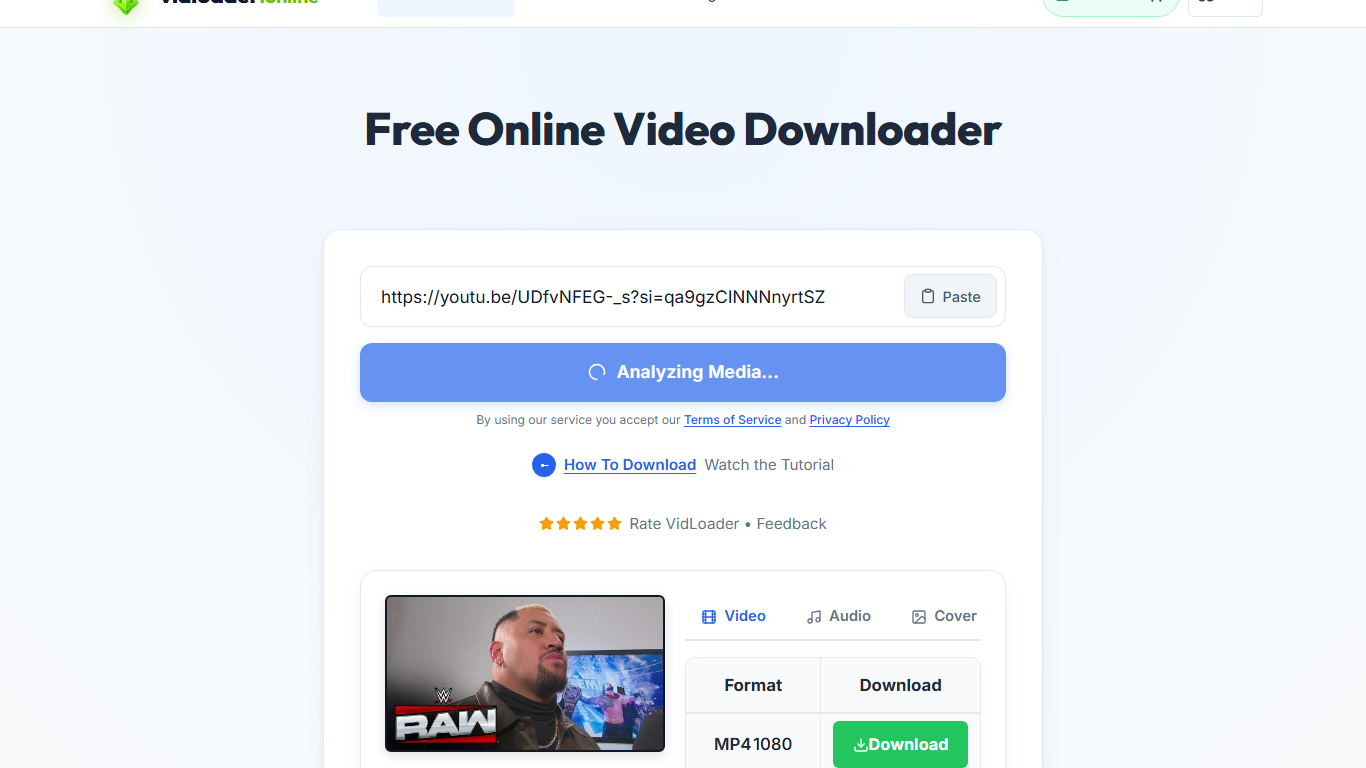 Free Online Video Downloader
https://youtu.be/UDfvNFEG-_s?si=qa9gzCINNNnyrtSZ
Paste
Analyzing Media...
By using our service you accept our Terms of Service and Privacy Policy
How To Download Watch the Tutorial
Rate VidLoader • Feedback
Video Audio Cover
Format Download
MP4 1080 Download
W
RAW